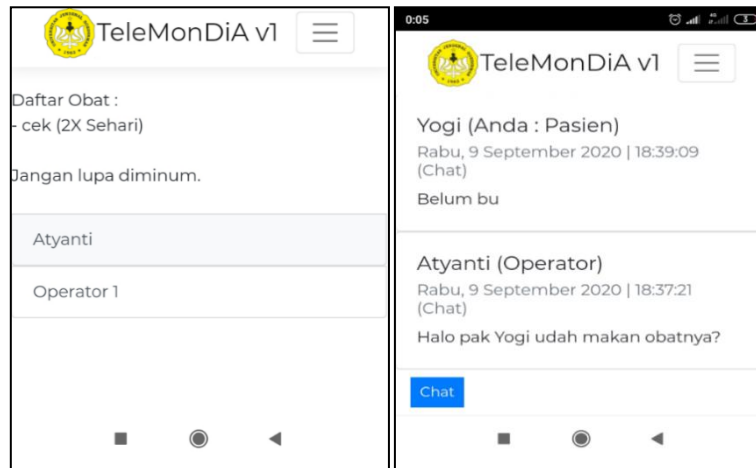 TeleMonDiA v1
Daftar Obat :
- cek (2X Sehari)
Jangan lupa diminum.
Atyanti
Operator 1
0:05
TeleMonDiA v1
Yogi (Anda : Pasien)
Rabu, 9 September 2020 | 18:39:09
(Chat)
Belum bu
Atyanti (Operator)
Rabu, 9 September 2020 | 18:37:21
(Chat)
Halo pak Yogi udah makan obatnya?
Chat